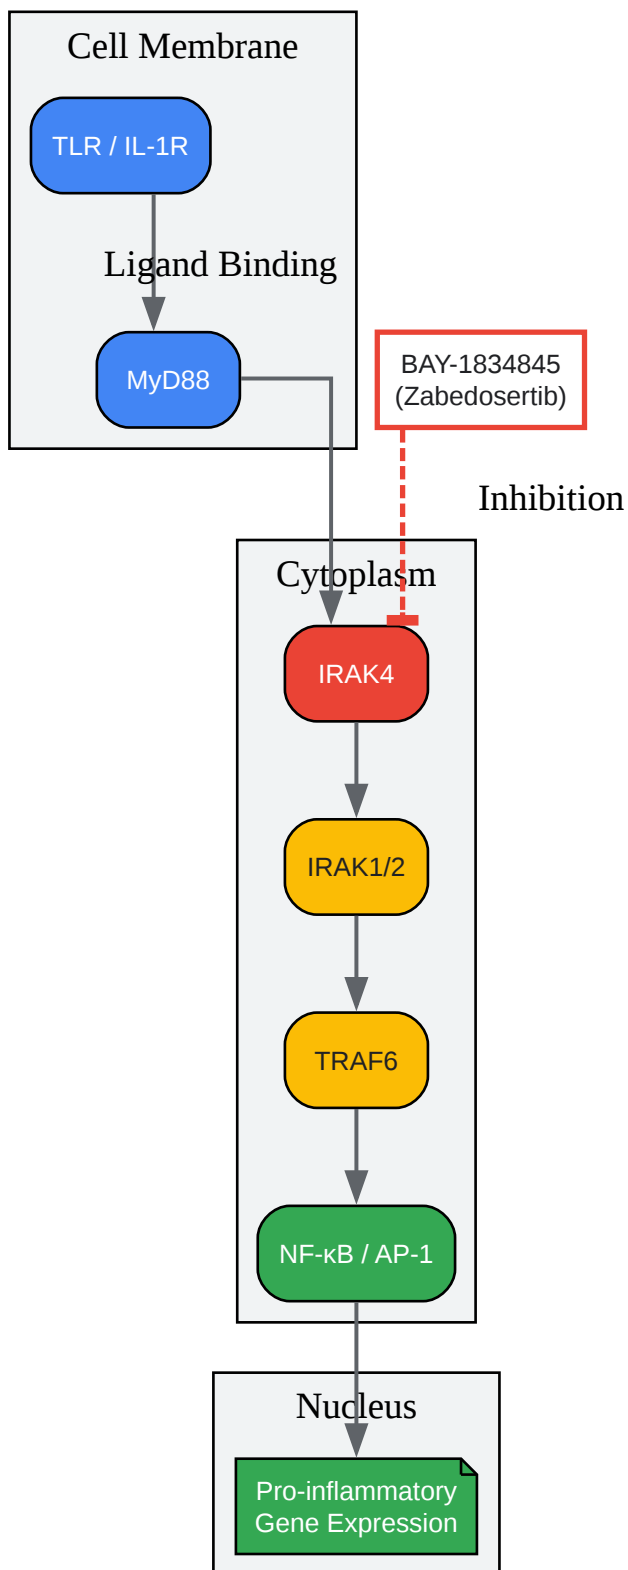 Cell Membrane
TLR / IL-1R
Ligand Binding
MyD88
BAY-1834845
(Zabedosertib)
Inhibition
Cytoplasm
IRAK4
IRAK1/2
TRAF6
NF-κB / AP-1
Nucleus
Pro-inflammatory
Gene Expression